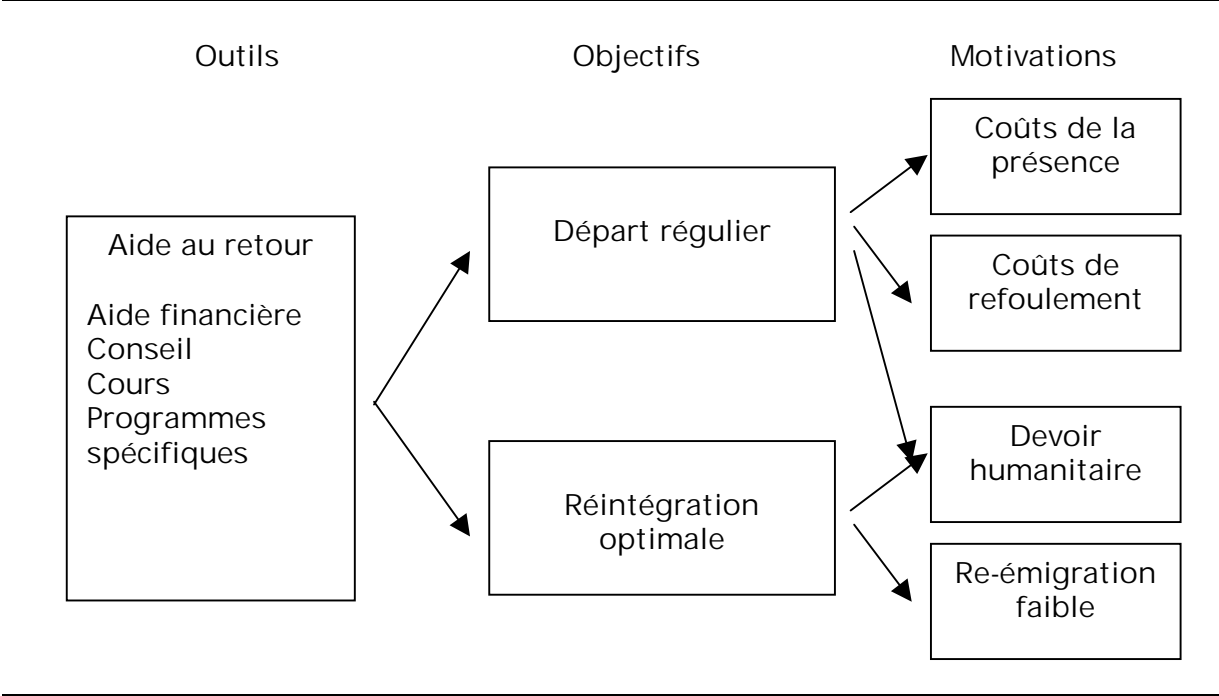 Outils
Objectifs
Motivations
Aide au retour
Aide financière
Conseil
Cours
Programmes
spécifiques
Départ régulier
Réintégration
optimale
Coûts de la
présence
Coûts de
refoulement
Devoir
humanitaire
Re-émigration
faible